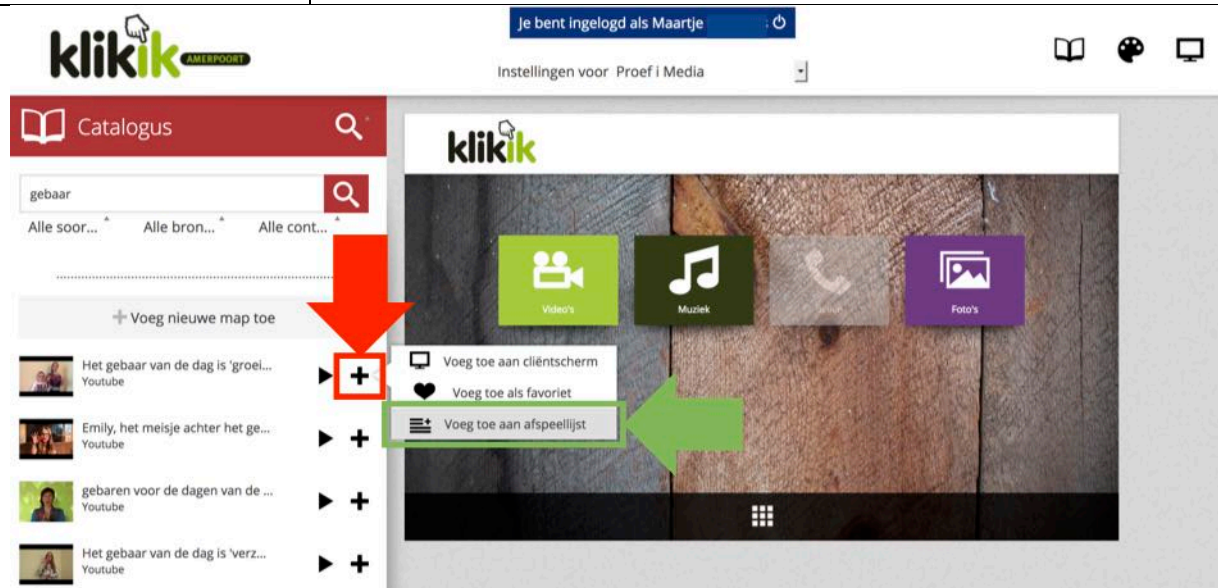 Je bent ingelogd als Maartje
klikik AMERPOORT
Instellingen voor Proef i Media
Catalogus
klikik
gebaar
Alle soor... Alle bron... Alle cont...
Video's Muziek Foto's
+ Voeg nieuwe map toe
Voeg toe aan cliëntscherm
Voeg toe als favoriet
Voeg toe aan afspeellijst
Het gebaar van de dag is 'groei...
Youtube
Emily, het meisje achter het ge...
Youtube
gebaren voor de dagen van de ...
Youtube
Het gebaar van de dag is 'verz...
Youtube